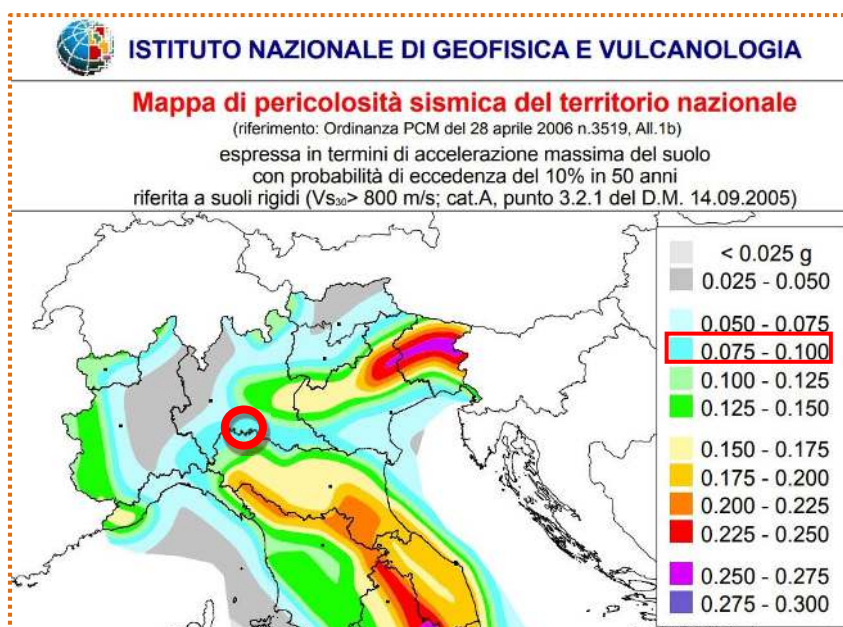 ISTITUTO NAZIONALE DI GEOFISICA E VULCANOLOGIA
Mappa di pericolosità sismica del territorio nazionale
(riferimento: Ordinanza PCM del 28 aprile 2006 n.3519, All.1b)
espressa in termini di accelerazione massima del suolo
con probabilità di eccedenza del 10% in 50 anni
riferita a suoli rigidi (Vs₃₀> 800 m/s; cat.A, punto 3.2.1 del D.M. 14.09.2005)
< 0.025 g
0.025 - 0.050
0.050 - 0.075
0.075 - 0.100
0.100 - 0.125
0.125 - 0.150
0.150 - 0.175
0.175 - 0.200
0.200 - 0.225
0.225 - 0.250
0.250 - 0.275
0.275 - 0.300